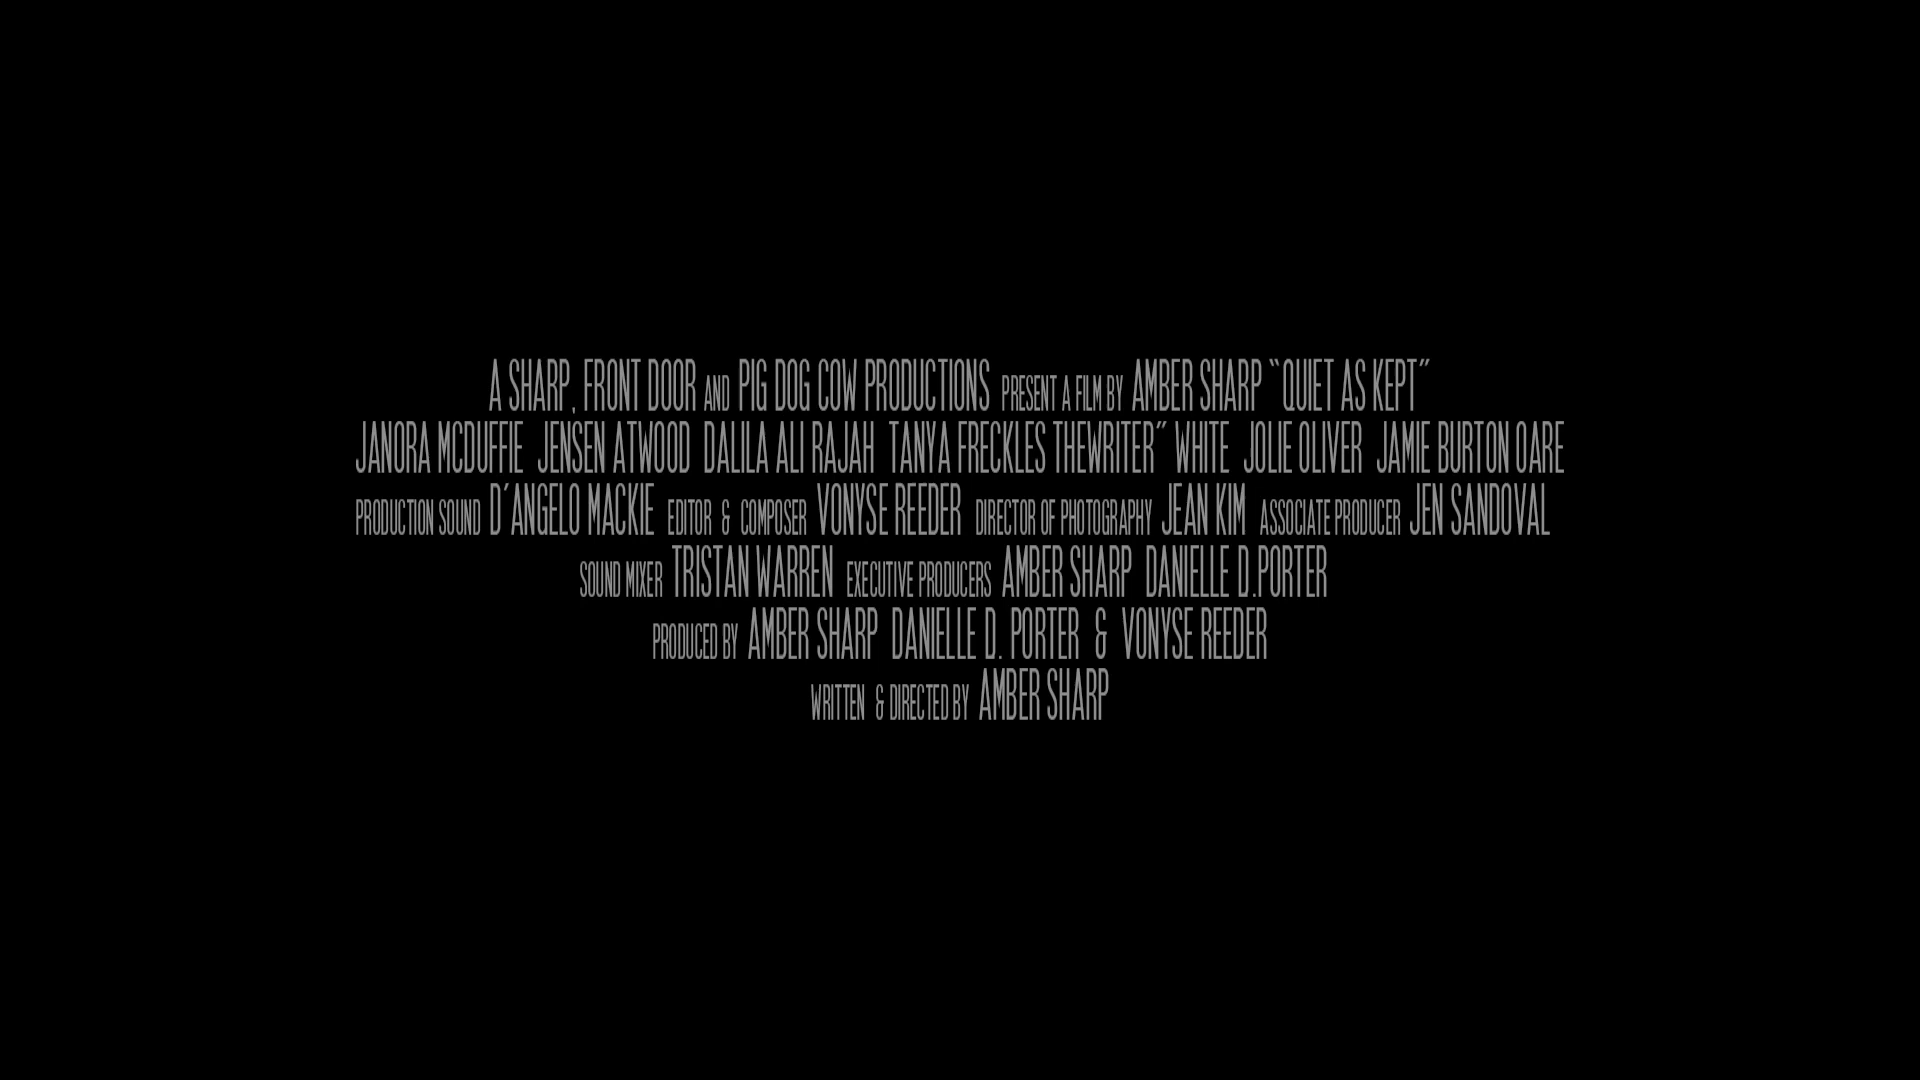 A SHARP, FRONT DOOR AND PIG DOG COW PRODUCTIONS PRESENT A FILM BY AMBER SHARP "QUIET AS KEPT"
JANORA MCDUFFIE JENSEN ATWOOD DALILA ALI RAJAH TANYA FRECKLES THEWRITER" WHITE JOLIE OLIVER JAMIE BURTON OARE
PRODUCTION SOUND D'ANGELO MACKIE EDITOR & COMPOSER VONYSE REEDER DIRECTOR OF PHOTOGRAPHY JEAN KIM ASSOCIATE PRODUCER JEN SANDOVAL
SOUND MIXER TRISTAN WARREN EXECUTIVE PRODUCERS AMBER SHARP DANIELLE D.PORTER
PRODUCED BY AMBER SHARP DANIELLE D. PORTER & VONYSE REEDER
WRITTEN & DIRECTED BY AMBER SHARP